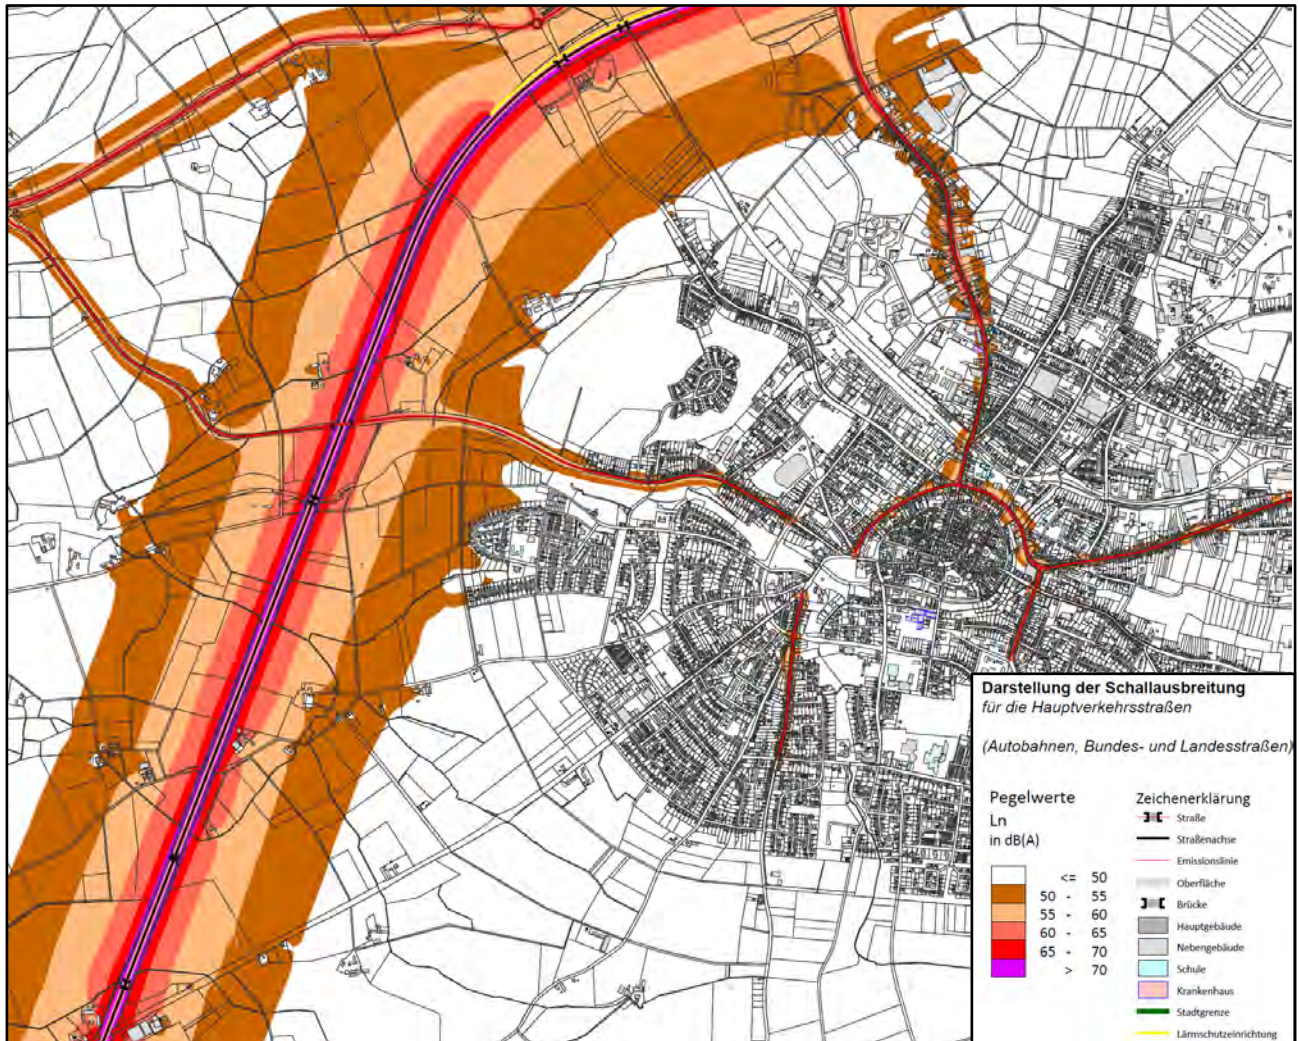 Darstellung der Schallausbreitung
für die Hauptverkehrsstraßen
(Autobahnen, Bundes- und Landesstraßen)
Pegelwerte
Ln
in dB(A)
<= 50
50 - 55
55 - 60
60 - 65
65 - 70
> 70
Zeichenerklärung
Straße
Straßenachse
Emissionslinie
Oberfläche
Brücke
Hauptgebäude
Nebengebäude
Schule
Krankenhaus
Stadtgrenze
Lärmschutzeinrichtung